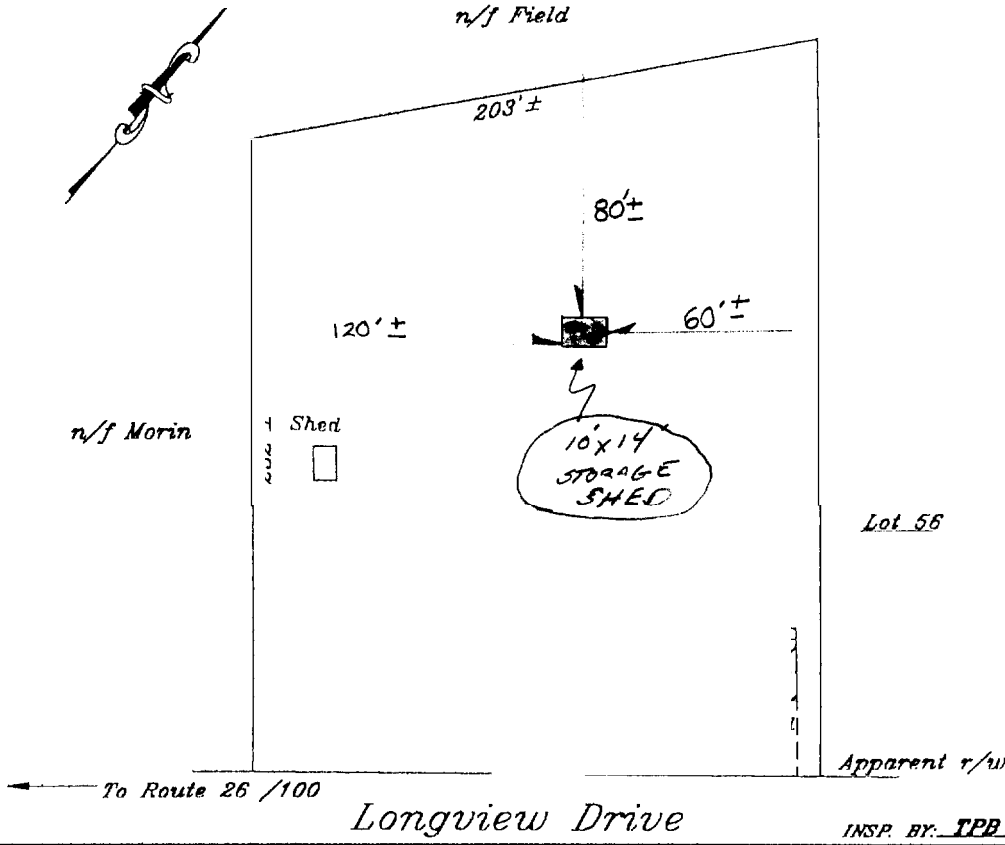 n/f Field
203' ±
80' ±
120' ±
60' ±
n/f Morin
Shed
10' x 14'
STORAGE
SHED
Lot 56
Apparent r/w
To Route 26 /100
Longview Drive
INSP. BY: TPB